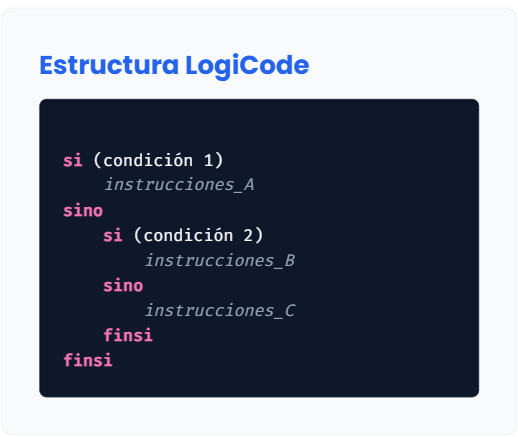 Estructura LogiCode
si (condición 1)
instrucciones_A
sino
si (condición 2)
instrucciones_B
sino
instrucciones_C
finsi
finsi